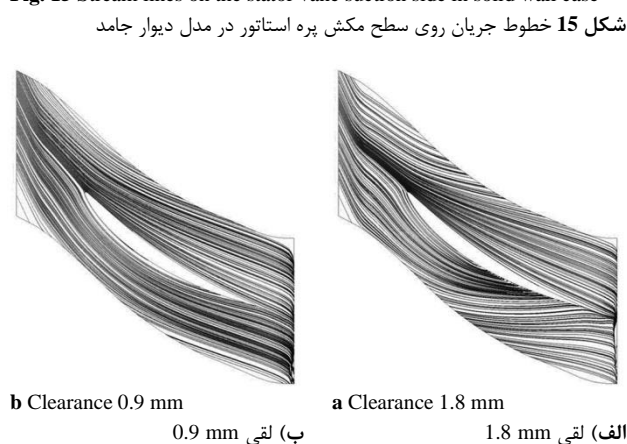 Fig. 15 Stream lines on the stator vane suction side in solid wall case
شکل 15 خطوط جریان روی سطح مکش پره استاتور در مدل دیوار جامد
b Clearance 0.9 mm
a Clearance 1.8 mm
ب) لقی 0.9 mm
الف) لقی 1.8 mm